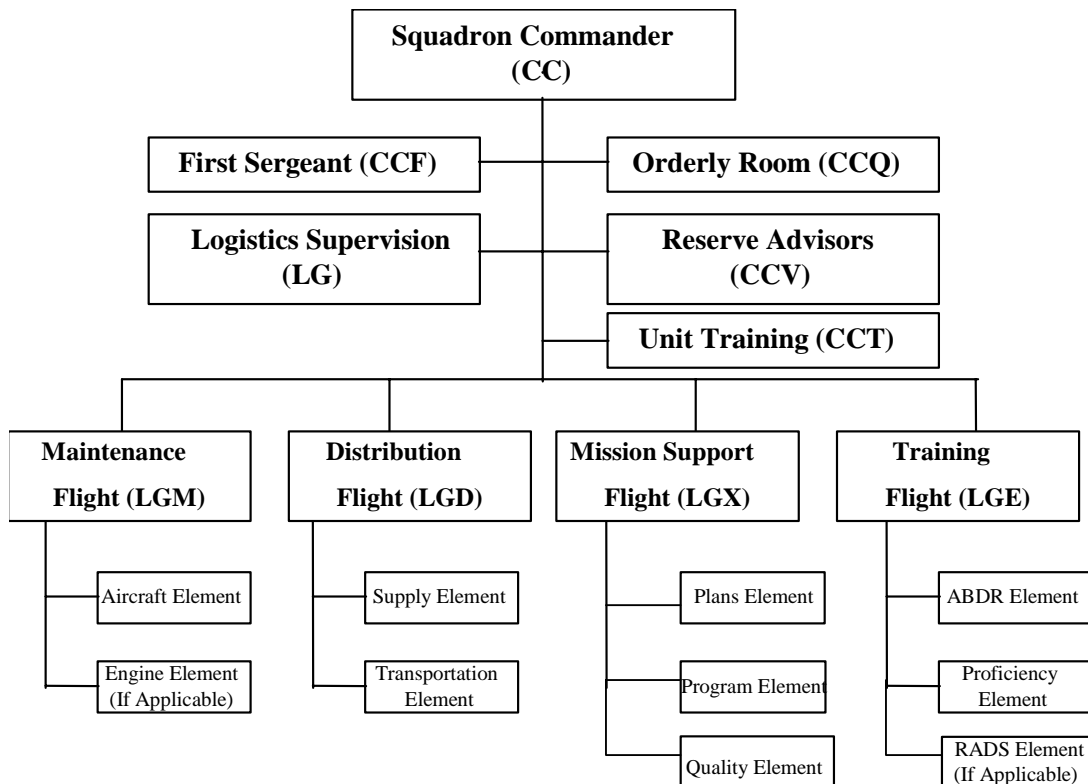 Squadron Commander
(CC)
First Sergeant (CCF)
Orderly Room (CCQ)
Logistics Supervision
(LG)
Reserve Advisors
(CCV)
Unit Training (CCT)
Maintenance
Flight (LGM)
Distribution
Flight (LGD)
Mission Support
Flight (LGX)
Training
Flight (LGE)
Aircraft Element
Engine Element
(If Applicable)
Supply Element
Transportation
Element
Plans Element
Program Element
Quality Element
ABDR Element
Proficiency
Element
RADS Element
(If Applicable)